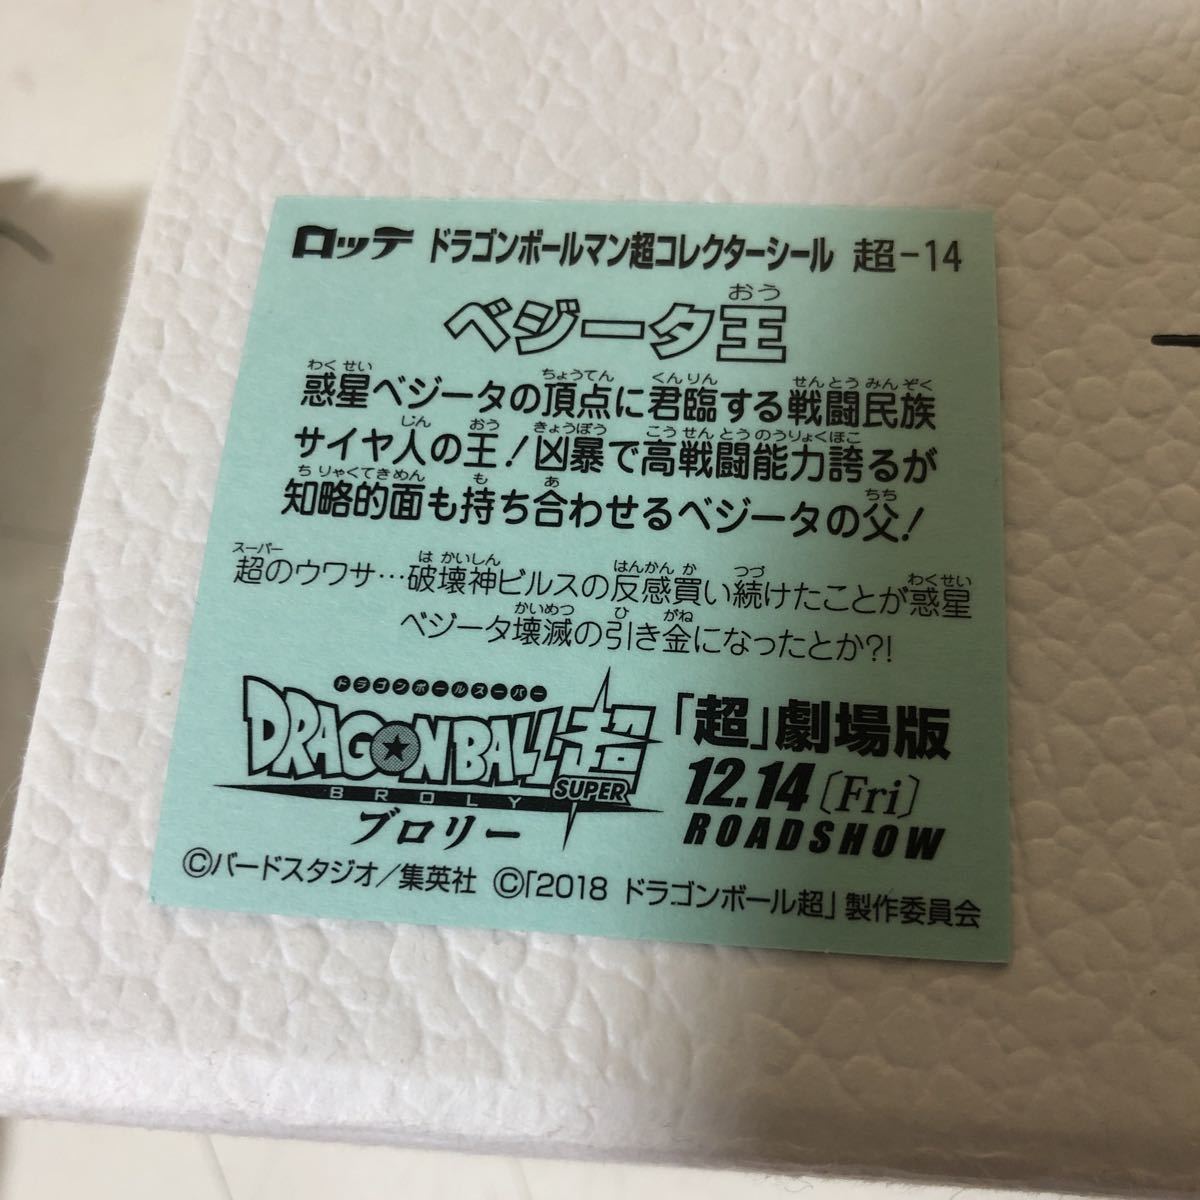 ロッテ ドラゴンボールマン超コレクターシール 超-14
おう
ベジータ王
わくせい ちょうてん くんりん せんとうみんぞく
惑星ベジータの頂点に君臨する戦闘民族
じん おう きょうぼう こうせんとうのうりょくほこ
サイヤ人の王!凶暴で高戦闘能力誇るが
ちりゃくてきめん も あ ちち
知略的面も持ち合わせるベジータの父!
スーパー はかいしん はんかんか つづ わくせい
超のウワサ…破壊神ビルスの反感買い続けたことが惑星
かいめつ ひ がね
ベジータ壊滅の引き金になったとか?!
ドラゴンボールスーパー
DRAGONBALL超
SUPER
BROLY
ブロリー
「超」劇場版
12.14〔Fri〕
ROADSHOW
©バードスタジオ/集英社 ©「2018 ドラゴンボール超」製作委員会